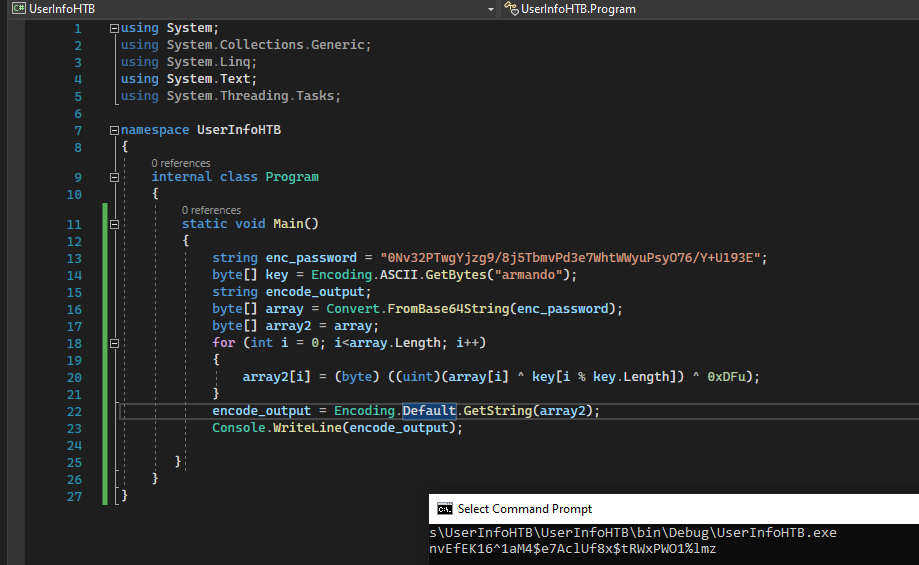 UserInfoHTB UserInfoHTB.Program
1 using System;
2 using System.Collections.Generic;
3 using System.Linq;
4 using System.Text;
5 using System.Threading.Tasks;
6
7 namespace UserInfoHTB
8 {
0 references
9 internal class Program
10 {
0 references
11 static void Main()
12 {
13 string enc_password = "0Nv32PTwgYjzg9/8j5TbmvPd3e7WhtWWyuPsyO76/Y+U193E";
14 byte[] key = Encoding.ASCII.GetBytes("armando");
15 string encode_output;
16 byte[] array = Convert.FromBase64String(enc_password);
17 byte[] array2 = array;
18 for (int i = 0; i<array.Length; i++)
19 {
20 array2[i] = (byte) ((uint)(array[i] ^ key[i % key.Length]) ^ 0xDFu);
21 }
22 encode_output = Encoding.Default.GetString(array2);
23 Console.WriteLine(encode_output);
24
25 }
26 }
27 }
Select Command Prompt
s\UserInfoHTB\UserInfoHTB\bin\Debug\UserInfoHTB.exe
nvEfEK16^1aM4$e7AclUf8x$tRWxPWO1%lmz